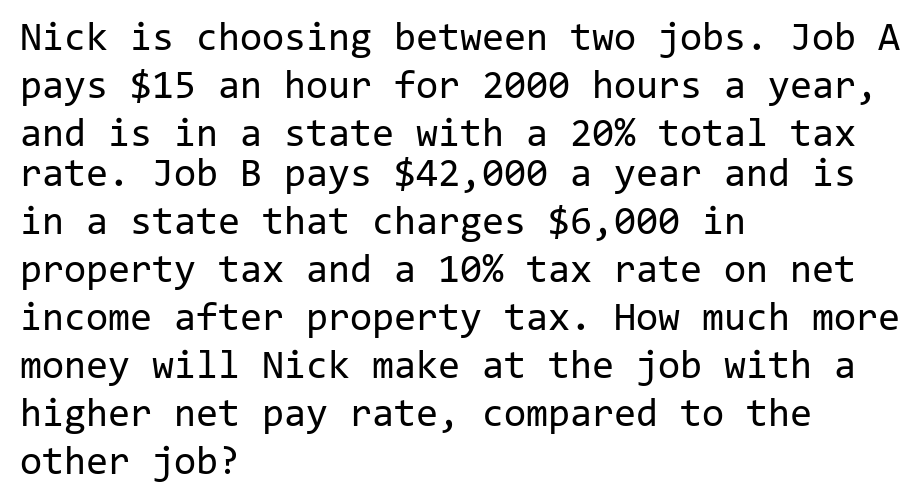 Nick is choosing between two jobs. Job A
pays $15 an hour for 2000 hours a year,
and is in a state with a 20% total tax
rate. Job B pays $42,000 a year and is
in a state that charges $6,000 in
property tax and a 10% tax rate on net
income after property tax. How much more
money will Nick make at the job with a
higher net pay rate, compared to the
other job?